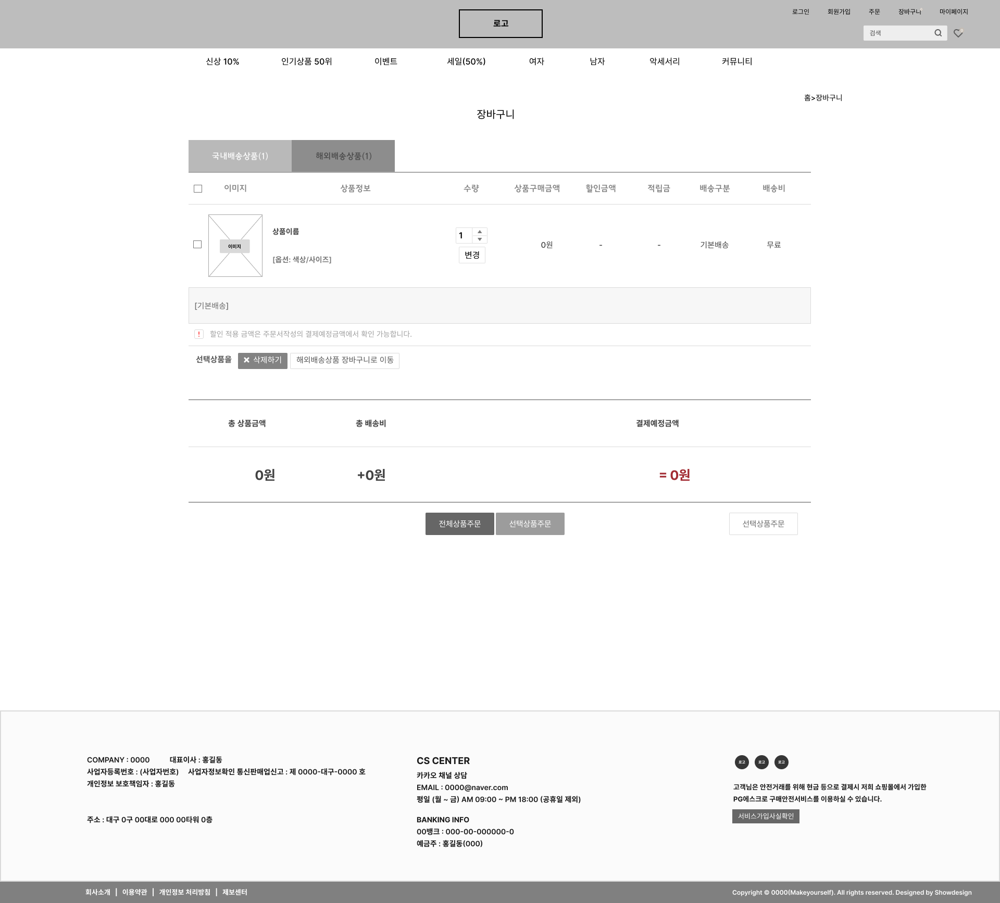 로그인 회원가입 주문 장바구니 마이페이지
로고
검색
신상 10% 인기상품 50위 이벤트 세일(50%) 여자 남자 악세서리 커뮤니티
홈>장바구니
장바구니
국내배송상품(1) 해외배송상품(1)
이미지 상품정보 수량 상품구매금액 할인금액 적립금 배송구분 배송비
상품이름
이미지
[옵션: 색상/사이즈]
1
변경
0원 - - 기본배송 무료
[기본배송]
할인 적용 금액은 주문서작성의 결제예정금액에서 확인 가능합니다.
선택상품을 삭제하기 해외배송상품 장바구니로 이동
총 상품금액 총 배송비 결제예정금액
0원 +0원 = 0원
전체상품주문 선택상품주문 선택상품주문
COMPANY : 0000 대표이사 : 홍길동
사업자등록번호 : (사업자번호) 사업자정보확인 통신판매업신고 : 제 0000-대구-0000 호
개인정보 보호책임자 : 홍길동
주소 : 대구 0구 00대로 000 00타워 0층
CS CENTER
카카오 채널 상담
EMAIL : 0000@naver.com
평일 (월 ~ 금) AM 09:00 ~ PM 18:00 (공휴일 제외)
BANKING INFO
00뱅크 : 000-00-000000-0
예금주 : 홍길동(000)
로고 로고 로고
고객님은 안전거래를 위해 현금 등으로 결제시 저희 쇼핑몰에서 가입한
PG에스크로 구매안전서비스를 이용하실 수 있습니다.
서비스가입사실확인
회사소개 | 이용약관 | 개인정보 처리방침 | 제보센터
Copyright © 0000(Makeyourself). All rights reserved. Designed by Showdesign